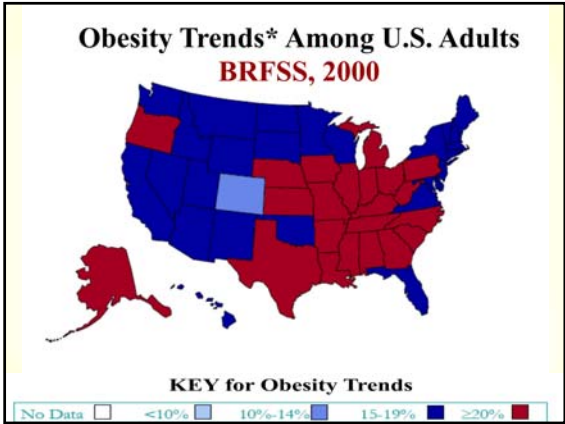 Obesity Trends* Among U.S. Adults
BRFSS, 2000
KEY for Obesity Trends
No Data <10% 10%-14% 15-19% ≥20%